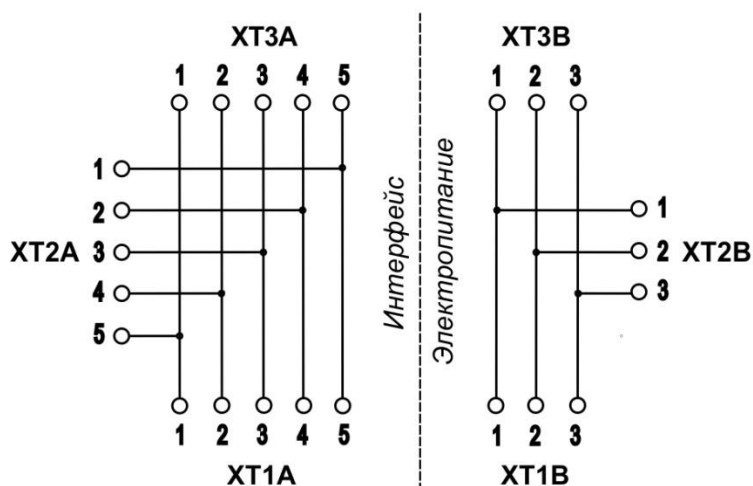 XT3A XT3B
1 2 3 4 5 1 2 3
1
2 1
XT2A 3 2 XT2B
4 3
5
Интерфейс
Электропитание
1 2 3 4 5 1 2 3
XT1A XT1B